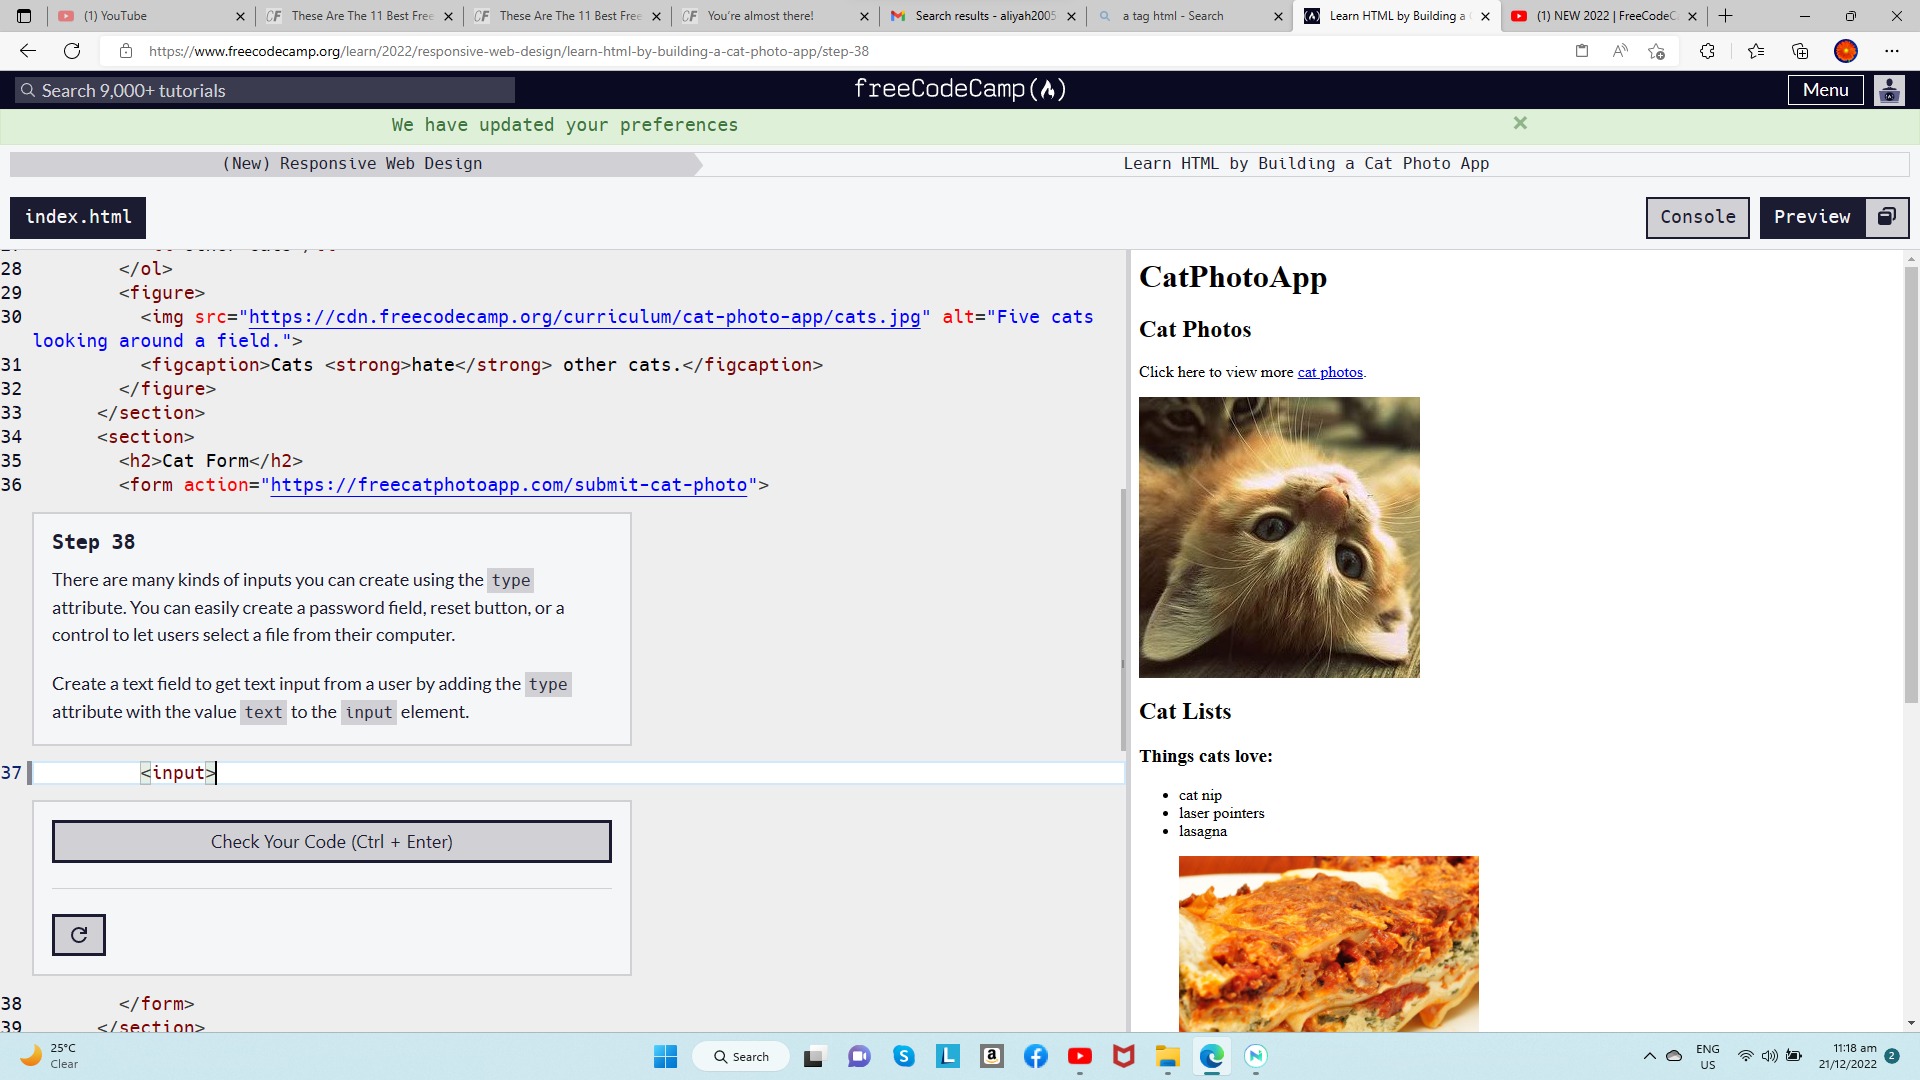 (1) YouTube
These Are The 11 Best Free
These Are The 11 Best Free
You're almost there!
Search results - aliyah2005
a tag html - Search
Learn HTML by Building a
(1) NEW 2022 | FreeCodeC
https://www.freecodecamp.org/learn/2022/responsive-web-design/learn-html-by-building-a-cat-photo-app/step-38
Search 9,000+ tutorials
freeCodeCamp
Menu
We have updated your preferences
(New) Responsive Web Design
Learn HTML by Building a Cat Photo App
index.html
Console
Preview
28 </ol>
29 <figure>
30 <img src="https://cdn.freecodecamp.org/curriculum/cat-photo-app/cats.jpg" alt="Five cats
looking around a field.">
31 <figcaption>Cats <strong>hate</strong> other cats.</figcaption>
32 </figure>
33 </section>
34 <section>
35 <h2>Cat Form</h2>
36 <form action="https://freecatphotoapp.com/submit-cat-photo">
Step 38
There are many kinds of inputs you can create using the type
attribute. You can easily create a password field, reset button, or a
control to let users select a file from their computer.
Create a text field to get text input from a user by adding the type
attribute with the value text to the input element.
37 <input>
Check Your Code (Ctrl + Enter)
38 </form>
39 </section>
CatPhotoApp
Cat Photos
Click here to view more cat photos.
Cat Lists
Things cats love:
• cat nip
• laser pointers
• lasagna
25°C
Clear
Search
ENG
US
11:18 am
21/12/2022
2